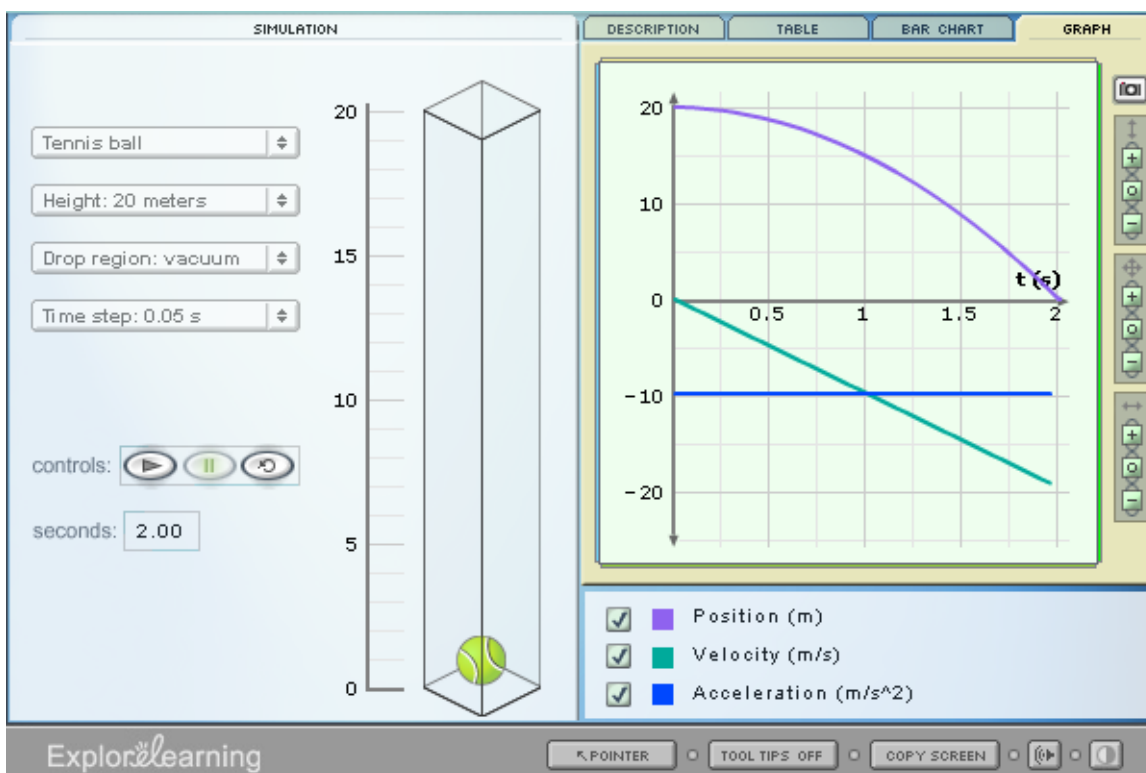 SIMULATION
DESCRIPTION
TABLE
BAR CHART
GRAPH
Tennis ball
Height: 20 meters
Drop region: vacuum
Time step: 0.05 s
controls:
seconds: 2.00
20
15
10
5
0
20
10
0
-10
-20
t (s)
0.5
1
1.5
2
Position (m)
Velocity (m/s)
Acceleration (m/s^2)
ExploreLearning
POINTER
TOOL TIPS OFF
COPY SCREEN